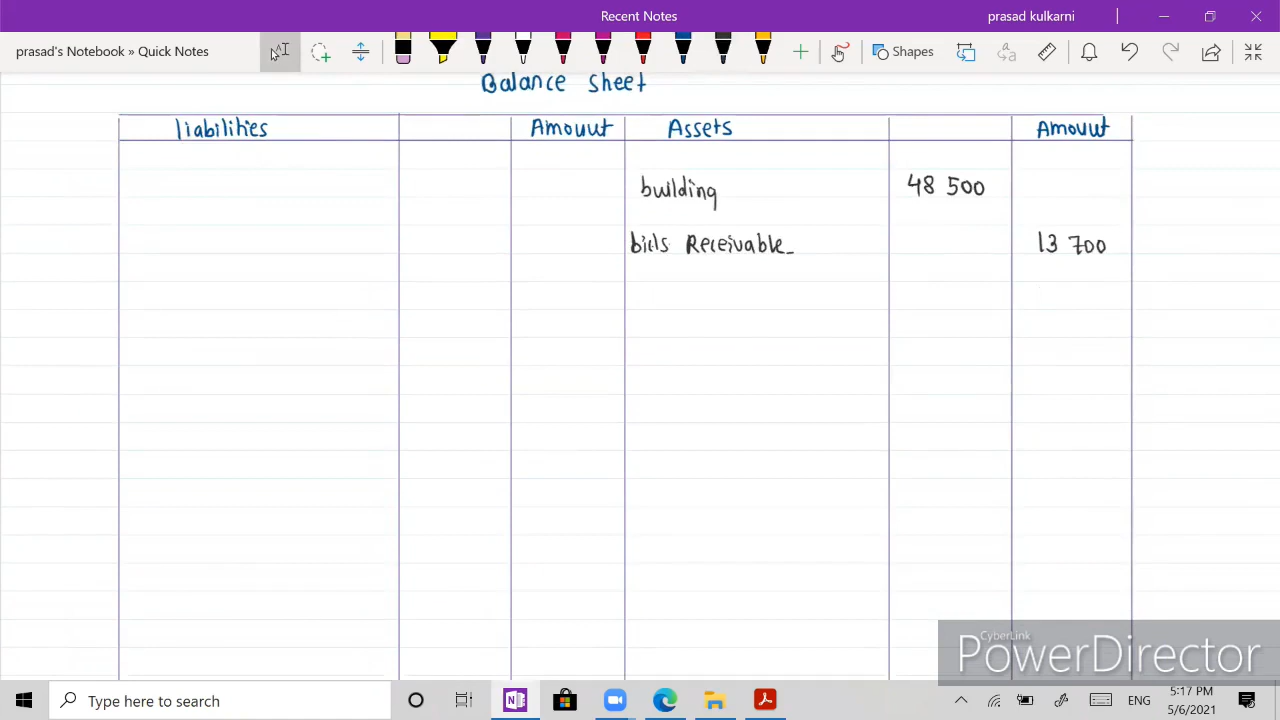 Recent Notes
prasad kulkarni
prasad's Notebook » Quick Notes
Shapes
Balance Sheet
liabilities Amount Assets Amount
building 48 500
bills Receivable 13 700
CyberLink
PowerDirector
Type here to search
ENG
5:17 PM
5/6/2021